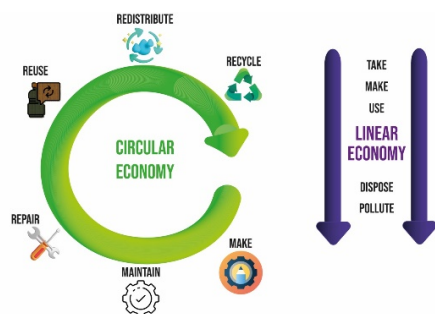 REDISTRIBUTE
REUSE
RECYCLE
CIRCULAR
ECONOMY
REPAIR
MAINTAIN
MAKE
TAKE
MAKE
USE
LINEAR
ECONOMY
DISPOSE
POLLUTE